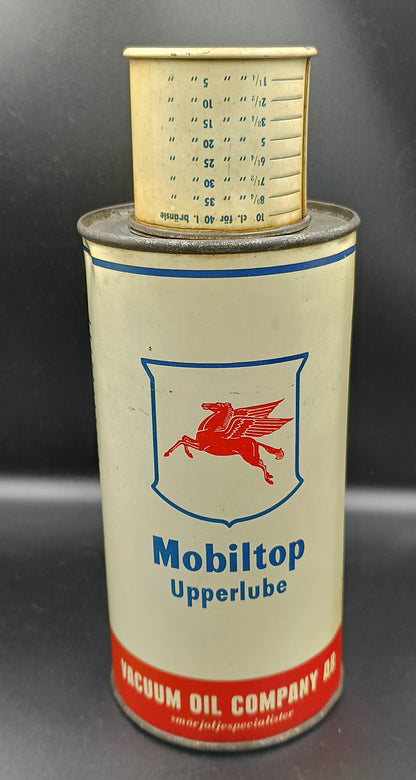 10 cl. för 40 l. bränsle
8¾ " " 35 " "
7½ " " 30 " "
6¼ " " 25 " "
5 " " 20 " "
3¾ " " 15 " "
2½ " " 10 " "
1¼ " " 5 " "
Mobiltop
Upperlube
VACUUM OIL COMPANY AB
smörjoljespecialister